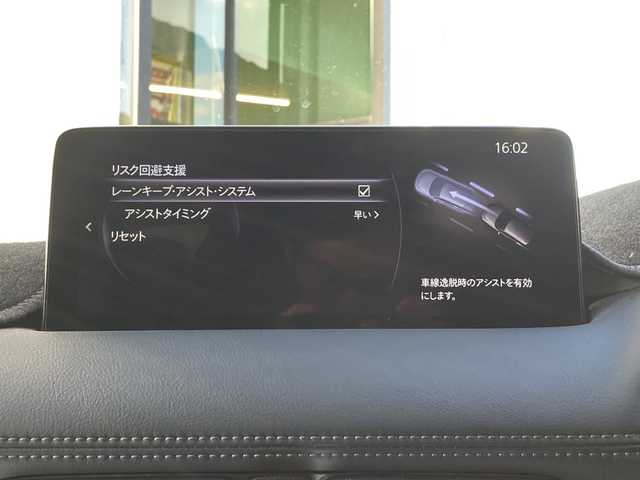 16:02
リスク回避支援
レーンキープ・アシスト・システム
アシストタイミング 早い
リセット
車線逸脱時のアシストを有効
にします。